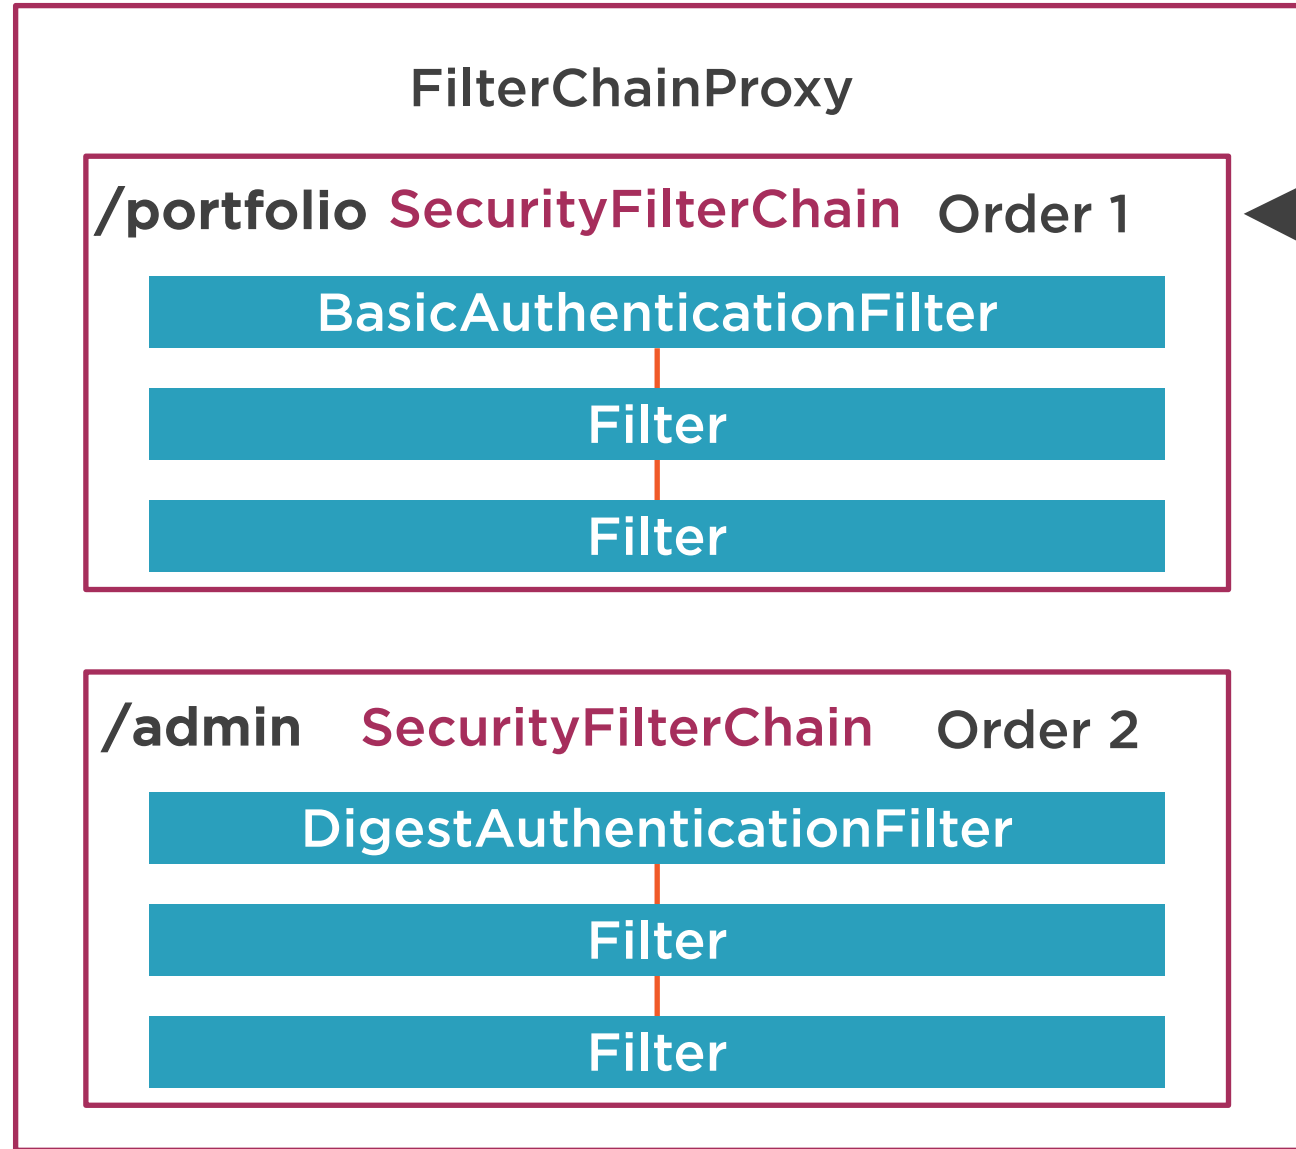 FilterChainProxy
/portfolio SecurityFilterChain Order 1
BasicAuthenticationFilter
Filter
Filter
/admin SecurityFilterChain Order 2
DigestAuthenticationFilter
Filter
Filter